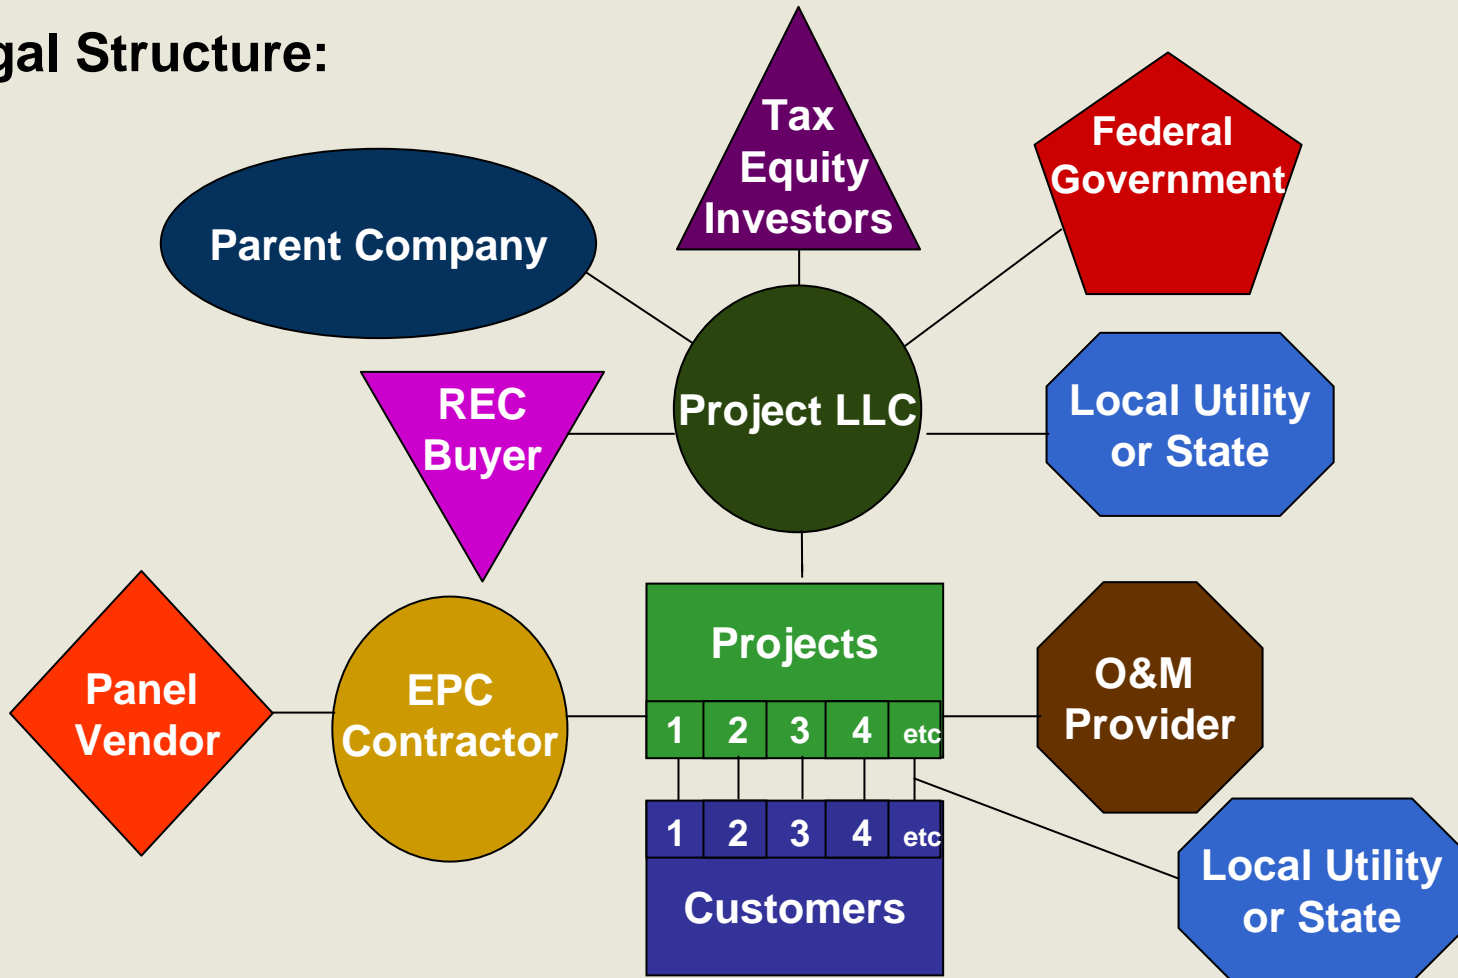 gal Structure:
Tax
Equity
Investors
Federal
Government
Parent Company
REC
Buyer
Project LLC
Local Utility
or State
Panel
Vendor
EPC
Contractor
Projects
1 2 3 4 etc
O&M
Provider
1 2 3 4 etc
Customers
Local Utility
or State